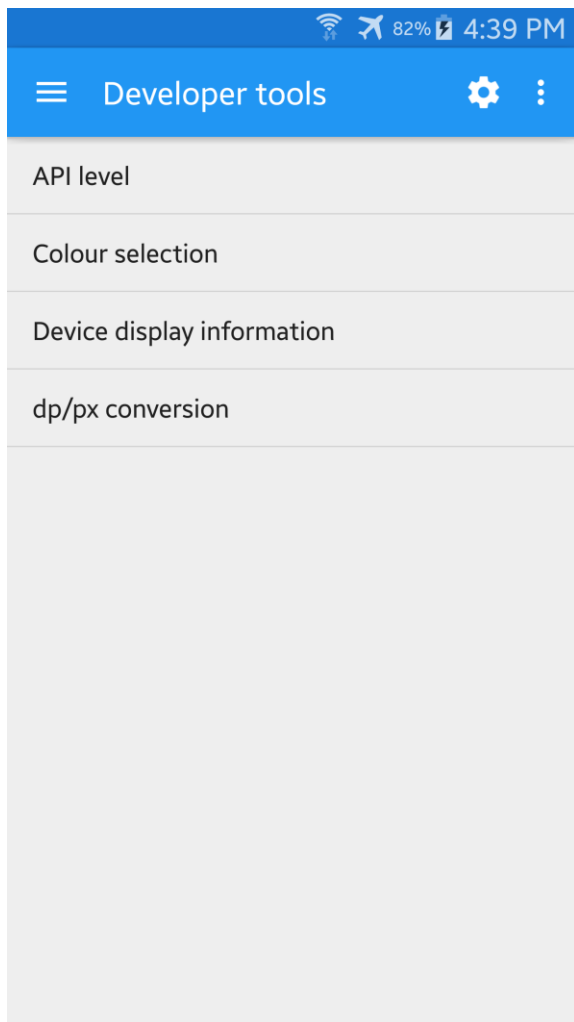 82% 4:39 PM
Developer tools
API level
Colour selection
Device display information
dp/px conversion